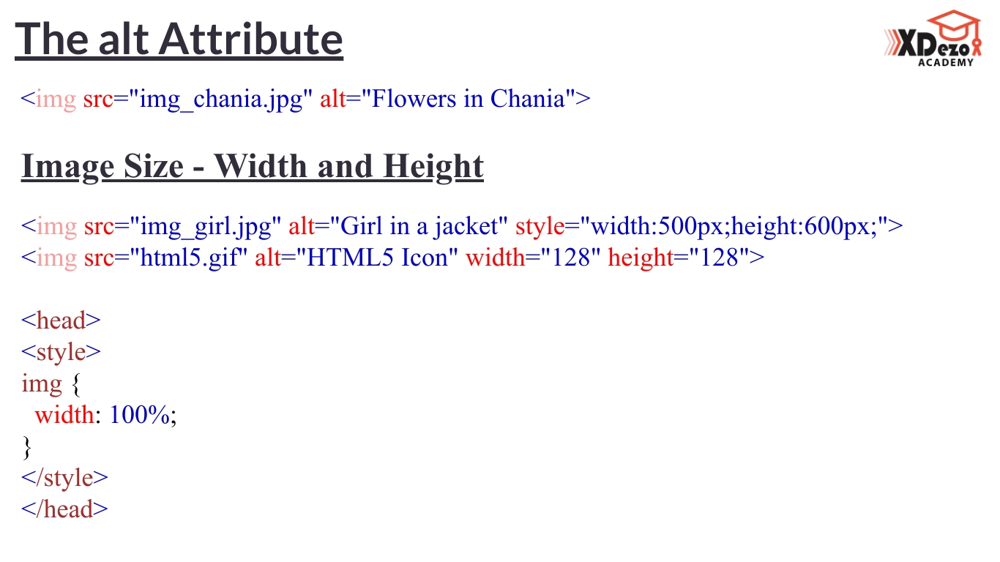 The alt Attribute
XDezo
ACADEMY
<img src="img_chania.jpg" alt="Flowers in Chania">
Image Size - Width and Height
<img src="img_girl.jpg" alt="Girl in a jacket" style="width:500px;height:600px;">
<img src="html5.gif" alt="HTML5 Icon" width="128" height="128">
<head>
<style>
img {
  width: 100%;
}
</style>
</head>